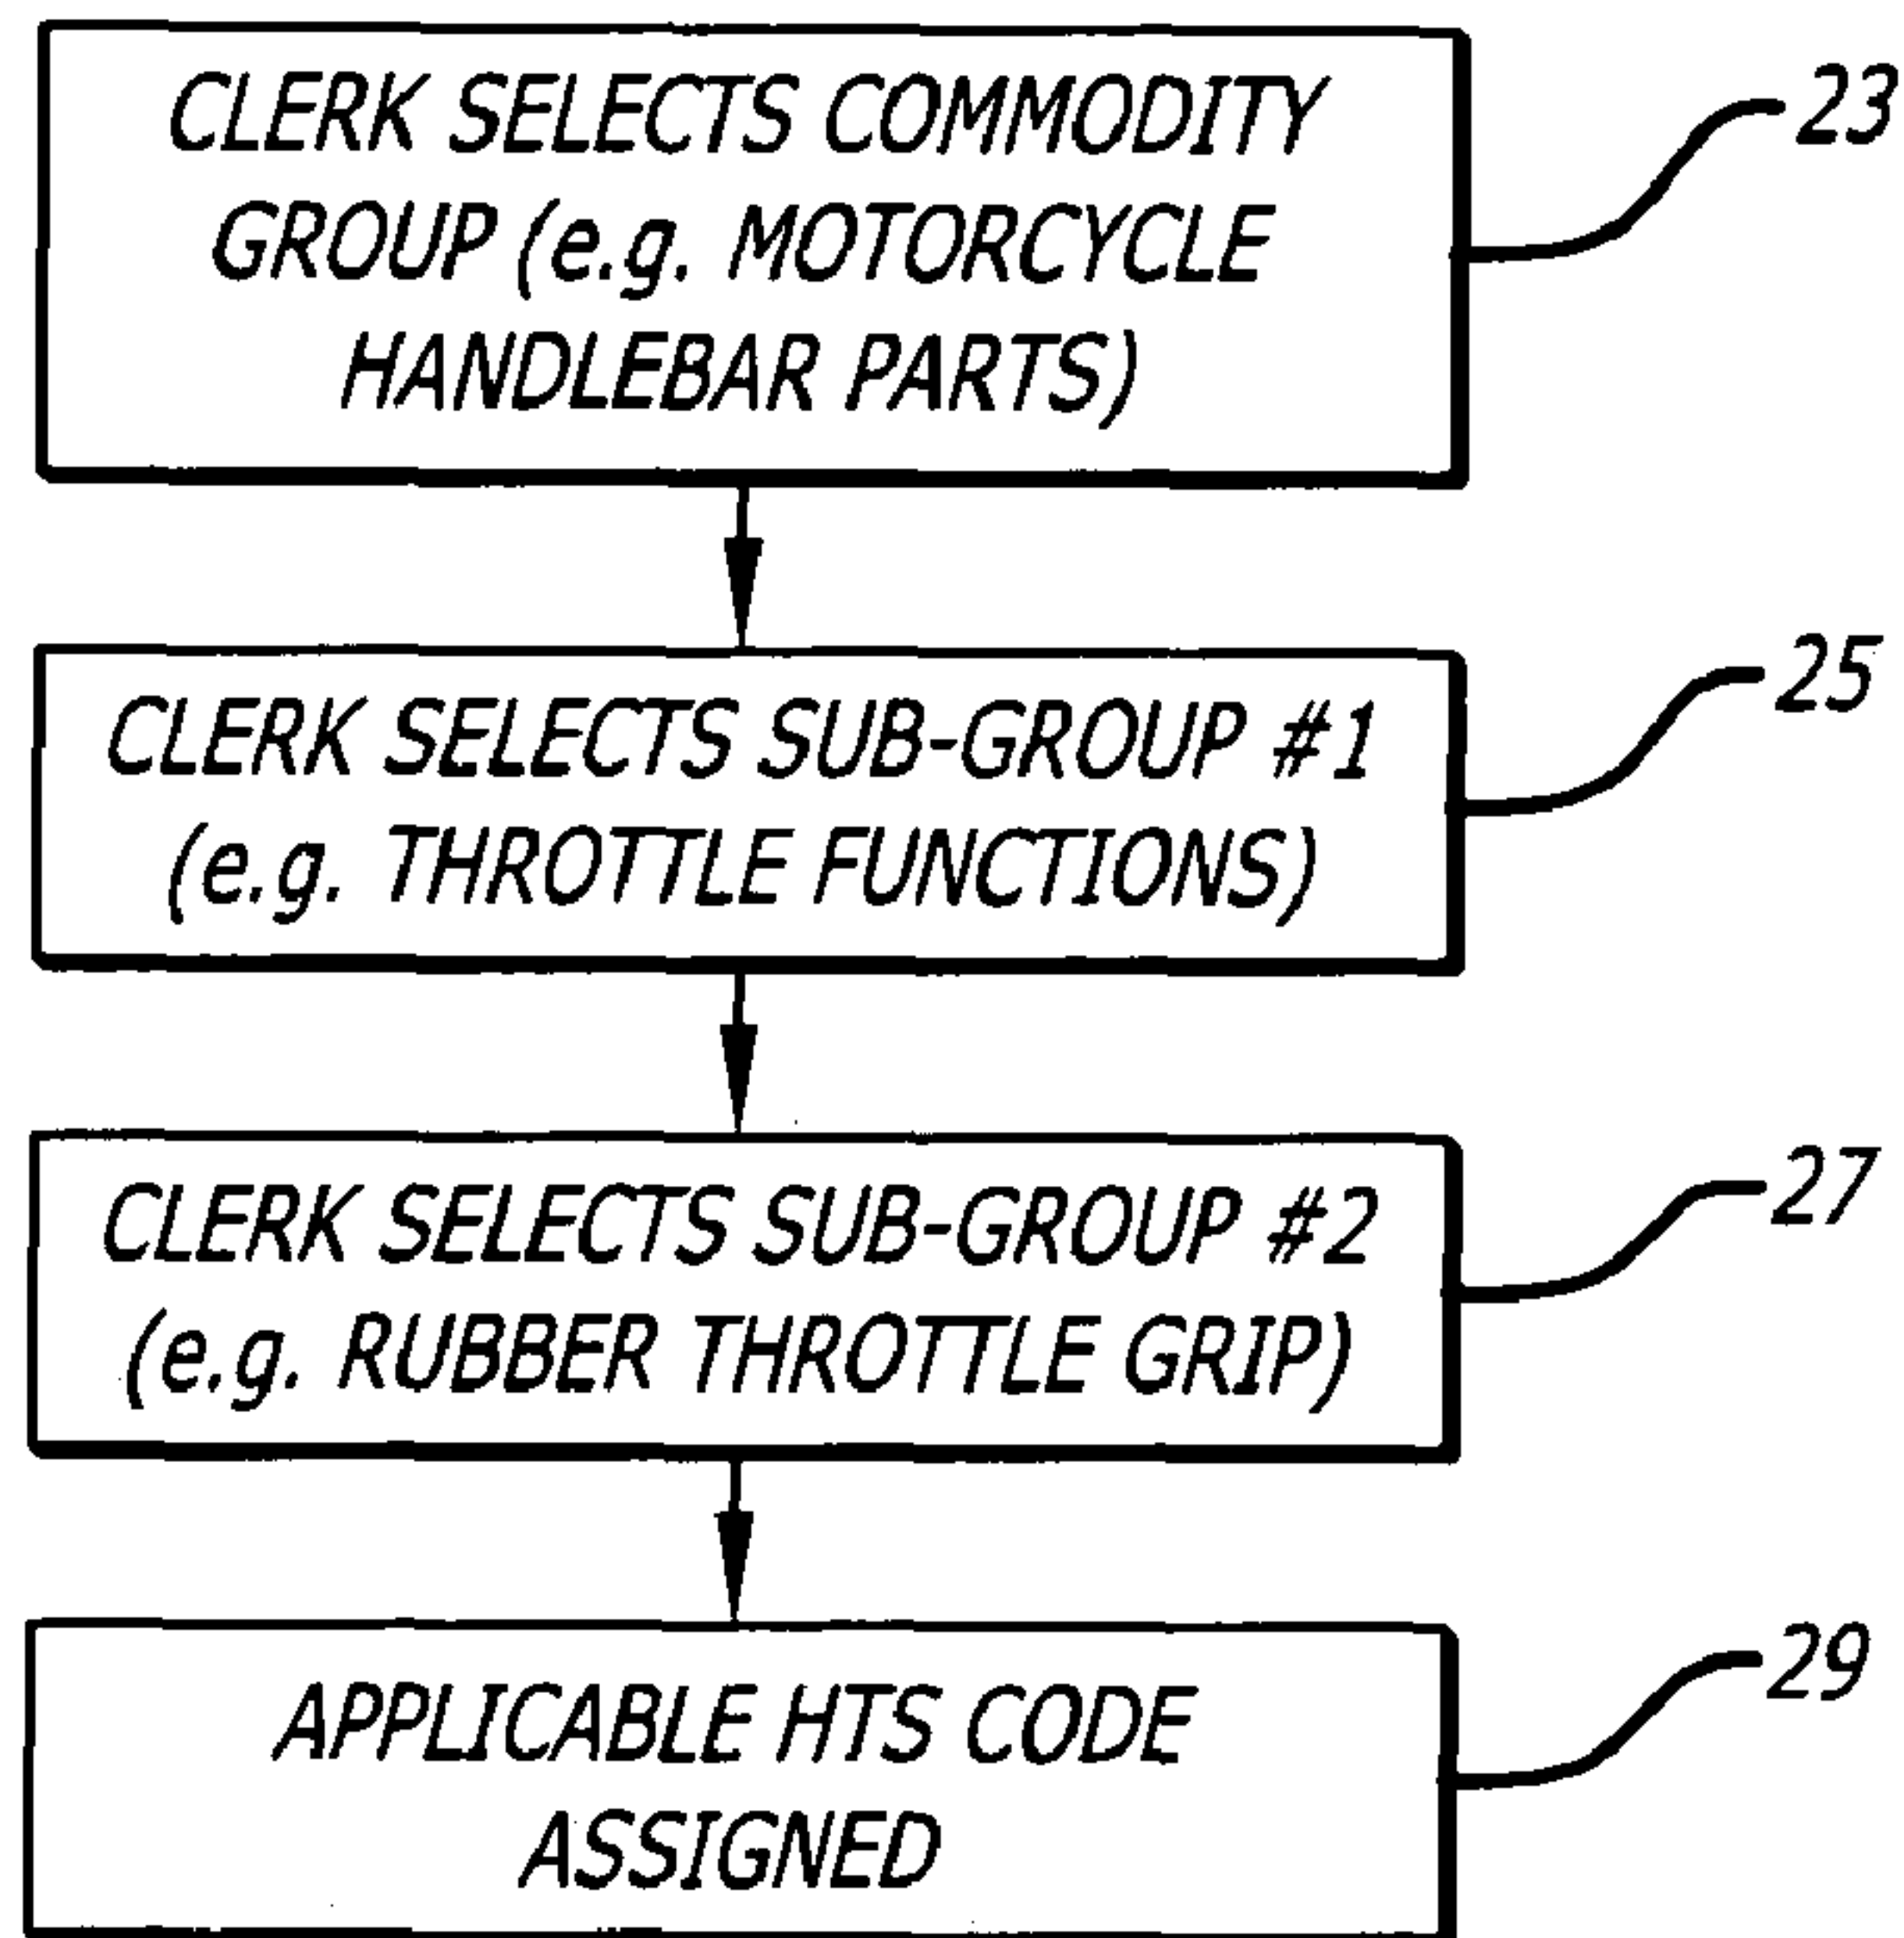 CLERK SELECTS COMMODITY
GROUP (e.g. MOTORCYCLE
HANDLEBAR PARTS)
23
CLERK SELECTS SUB-GROUP #1
(e.g. THROTTLE FUNCTIONS)
25
CLERK SELECTS SUB-GROUP #2
(e.g. RUBBER THROTTLE GRIP)
27
APPLICABLE HTS CODE
ASSIGNED
29